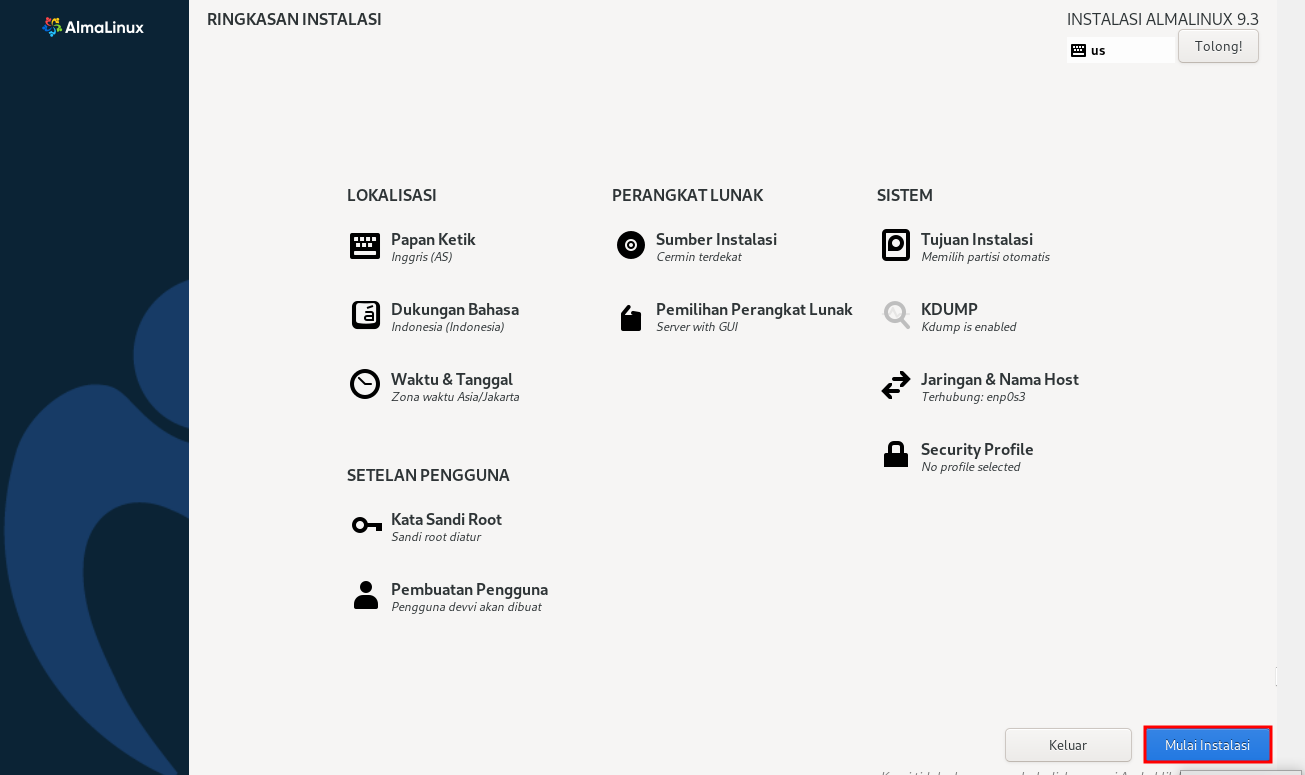 AlmaLinux
RINGKASAN INSTALASI
INSTALASI ALMALINUX 9.3
us
Tolong!
LOKALISASI
Papan Ketik
Inggris (AS)
Dukungan Bahasa
Indonesia (Indonesia)
Waktu & Tanggal
Zona waktu Asia/Jakarta
PERANGKAT LUNAK
Sumber Instalasi
Cermin terdekat
Pemilihan Perangkat Lunak
Server with GUI
SISTEM
Tujuan Instalasi
Memilih partisi otomatis
KDUMP
Kdump is enabled
Jaringan & Nama Host
Terhubung: enp0s3
Security Profile
No profile selected
SETELAN PENGGUNA
Kata Sandi Root
Sandi root diatur
Pembuatan Pengguna
Pengguna devvi akan dibuat
Keluar
Mulai Instalasi